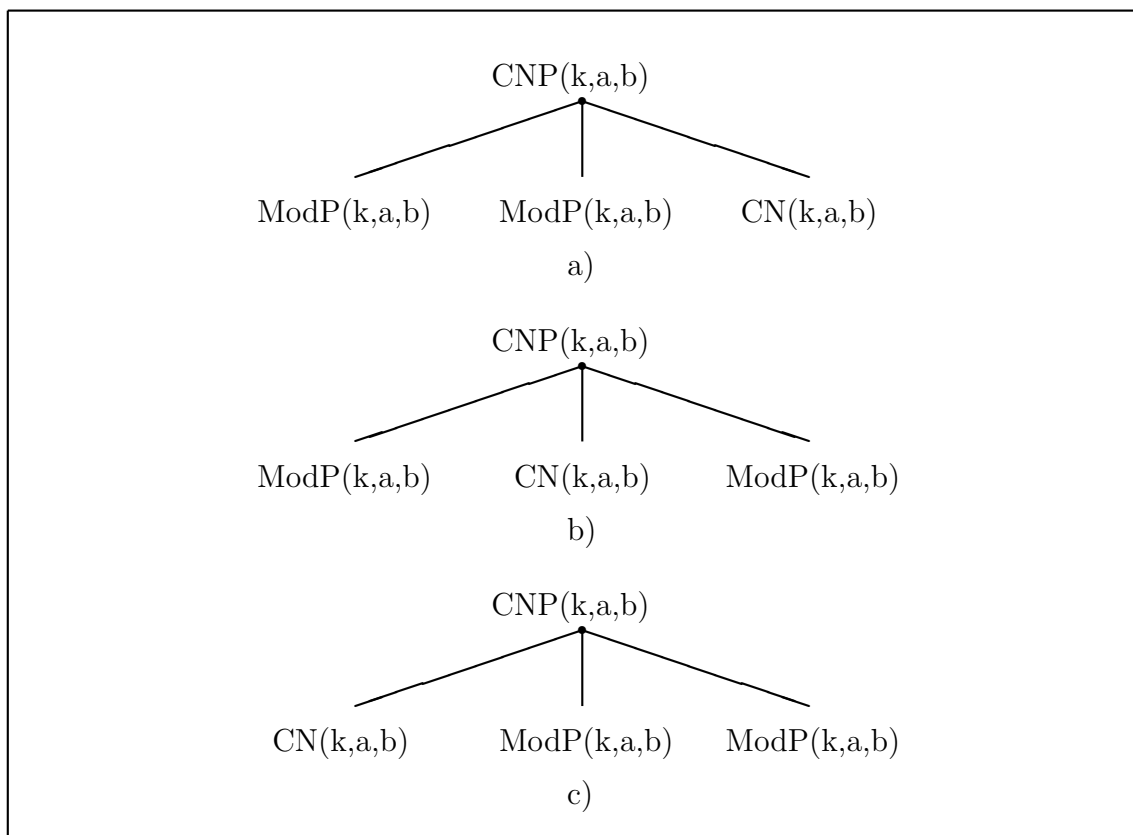 CNP(k,a,b)
ModP(k,a,b) ModP(k,a,b) CN(k,a,b)
a)
CNP(k,a,b)
ModP(k,a,b) CN(k,a,b) ModP(k,a,b)
b)
CNP(k,a,b)
CN(k,a,b) ModP(k,a,b) ModP(k,a,b)
c)